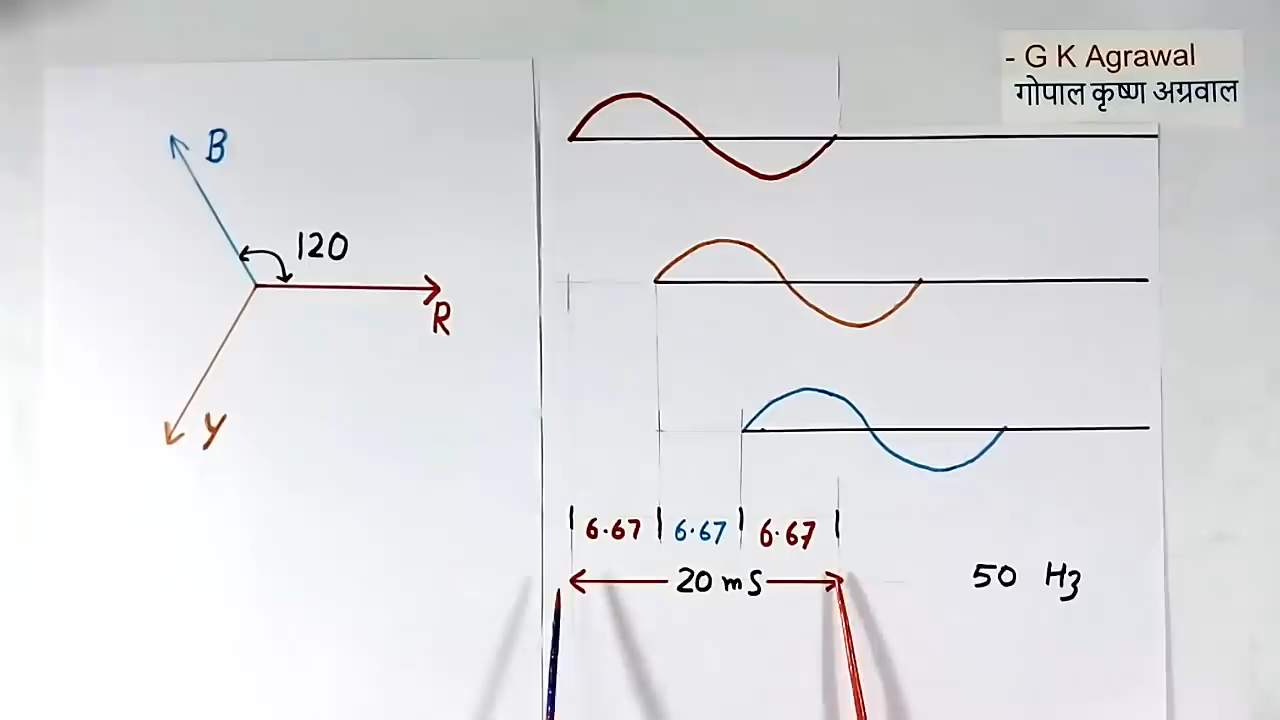 - G K Agrawal
गोपाल कृष्ण अग्रवाल
B
120
R
Y
6.67 6.67 6.67
20 mS
50 Hz